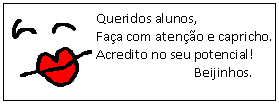 Queridos alunos,
Faça com atenção e capricho.
Acredito no seu potencial!
Beijinhos.